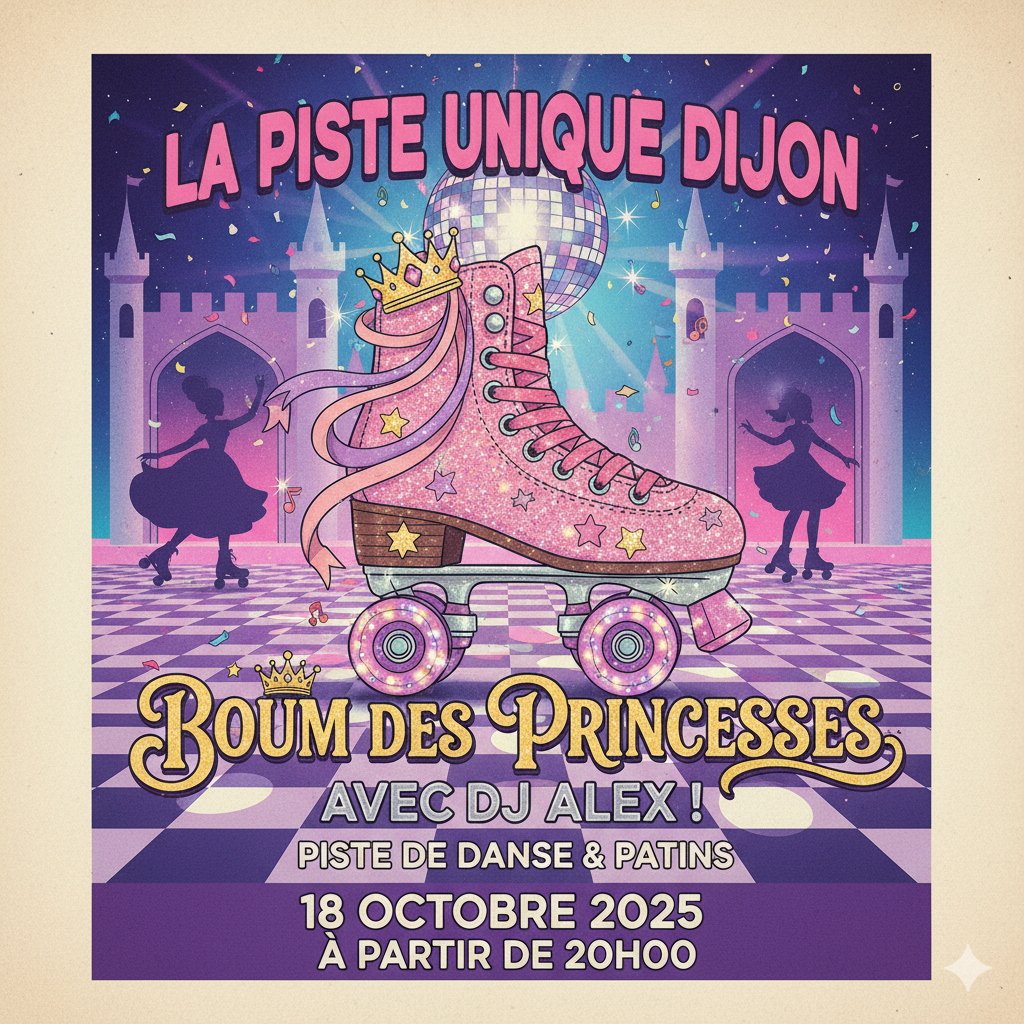 LA PISTE UNIQUE DIJON
BOUM DES PRINCESSES
AVEC DJ ALEX !
PISTE DE DANSE & PATINS
18 OCTOBRE 2025
À PARTIR DE 20H00